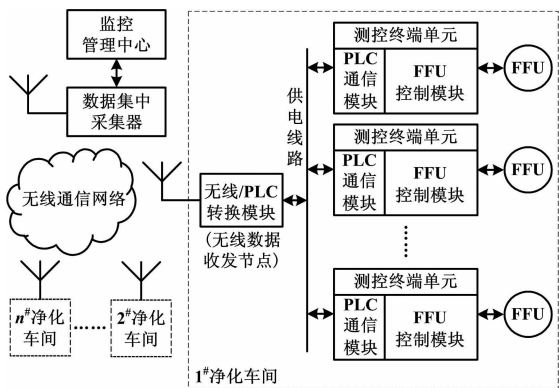 监控
管理中心
数据集中
采集器
无线通信网络
n#净化
车间
……
2#净化
车间
无线/PLC
转换模块
(无线数据
收发节点)
供电线路
测控终端单元
PLC
通信
模块
FFU
控制模块
FFU
测控终端单元
PLC
通信
模块
FFU
控制模块
FFU
……
测控终端单元
PLC
通信
模块
FFU
控制模块
FFU
1#净化车间